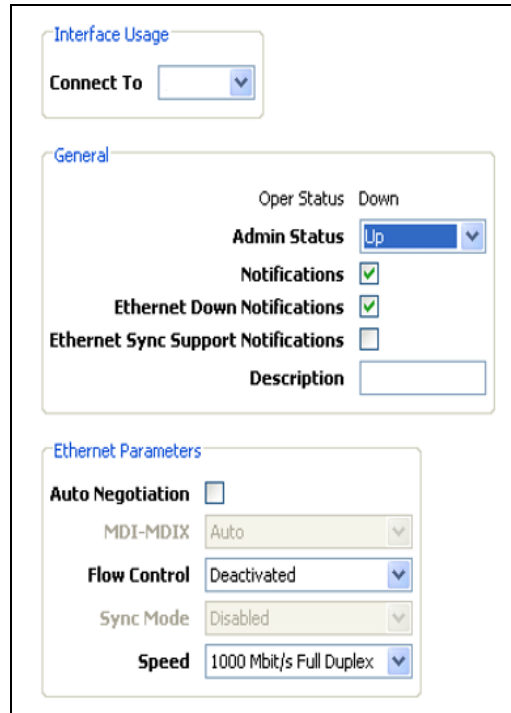 Interface Usage
Connect To
General
Oper Status Down
Admin Status Up
Notifications
Ethernet Down Notifications
Ethernet Sync Support Notifications
Description
Ethernet Parameters
Auto Negotiation
MDI-MDIX Auto
Flow Control Deactivated
Sync Mode Disabled
Speed 1000 Mbit/s Full Duplex